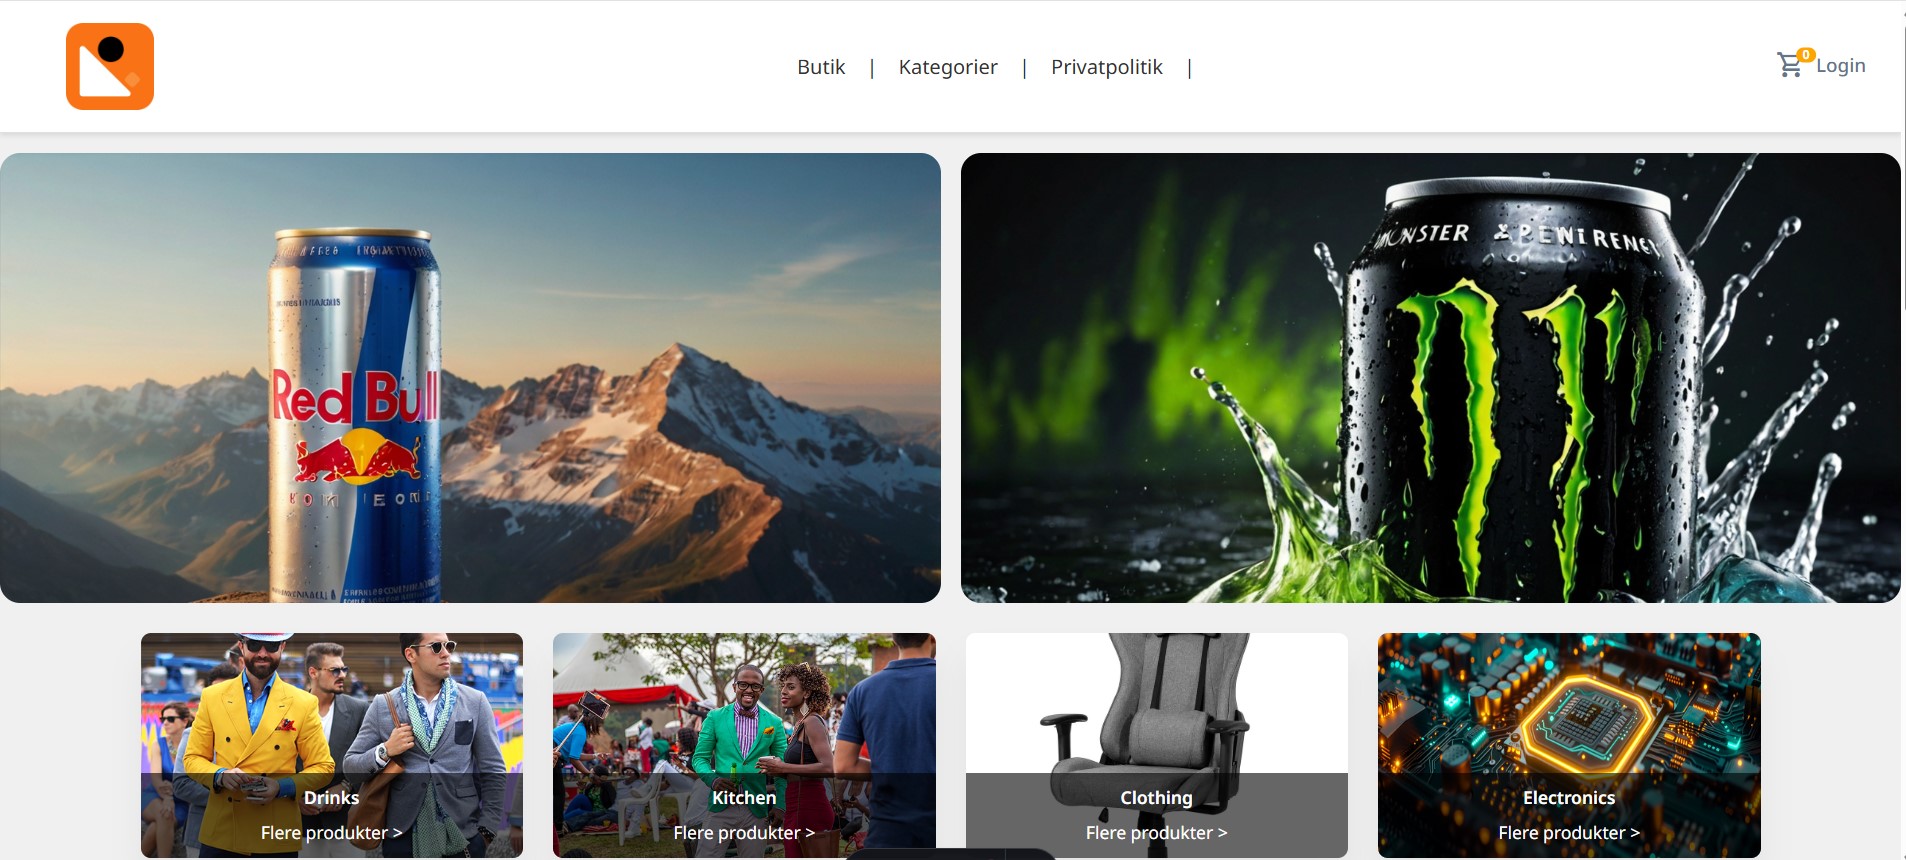 Butik | Kategorier | Privatpolitik |
0
Login
Red Bull
MONSTER
Drinks
Flere produkter >
Kitchen
Flere produkter >
Clothing
Flere produkter >
Electronics
Flere produkter >